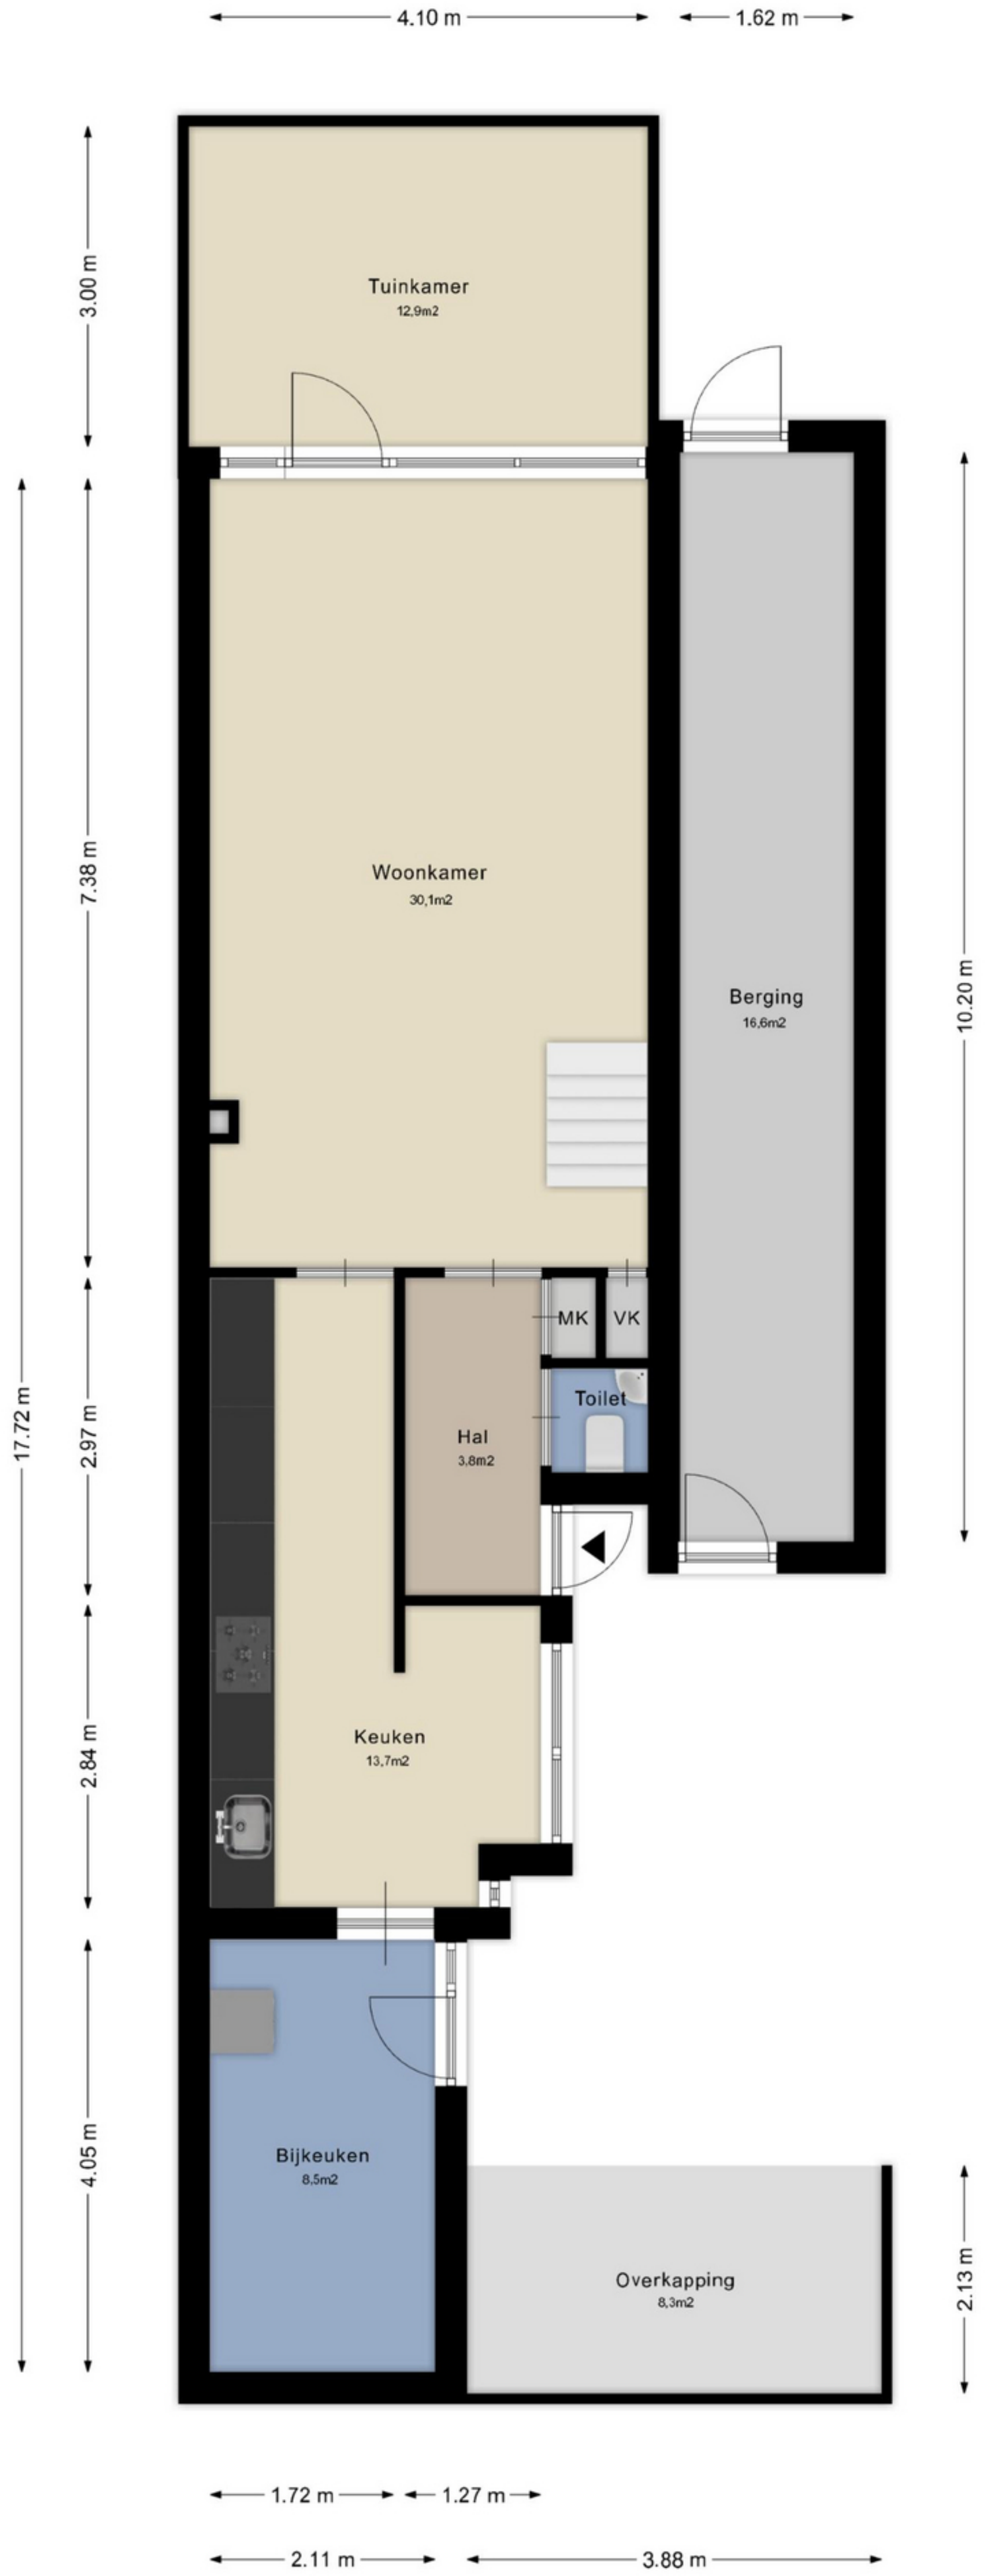 4.10 m
1.62 m
3.00 m
Tuinkamer
12,9m2
7.38 m
Woonkamer
30,1m2
10.20 m
Berging
16,6m2
17.72 m
2.97 m
MK
VK
Toilet
Hal
3,8m2
2.84 m
Keuken
13,7m2
4.05 m
Bijkeuken
8,5m2
Overkapping
8,3m2
2.13 m
1.72 m
1.27 m
2.11 m
3.88 m